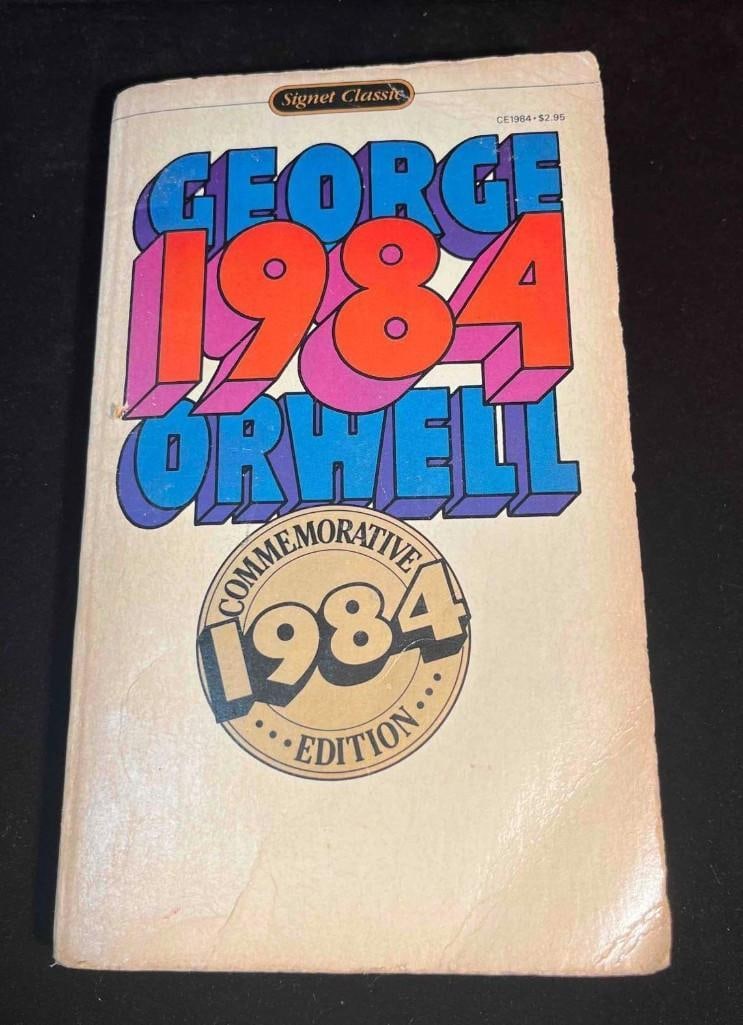 Signet Classic
CE1984 • $2.95
GEORGE
1984
ORWELL
COMMEMORATIVE
1984
••• EDITION •••